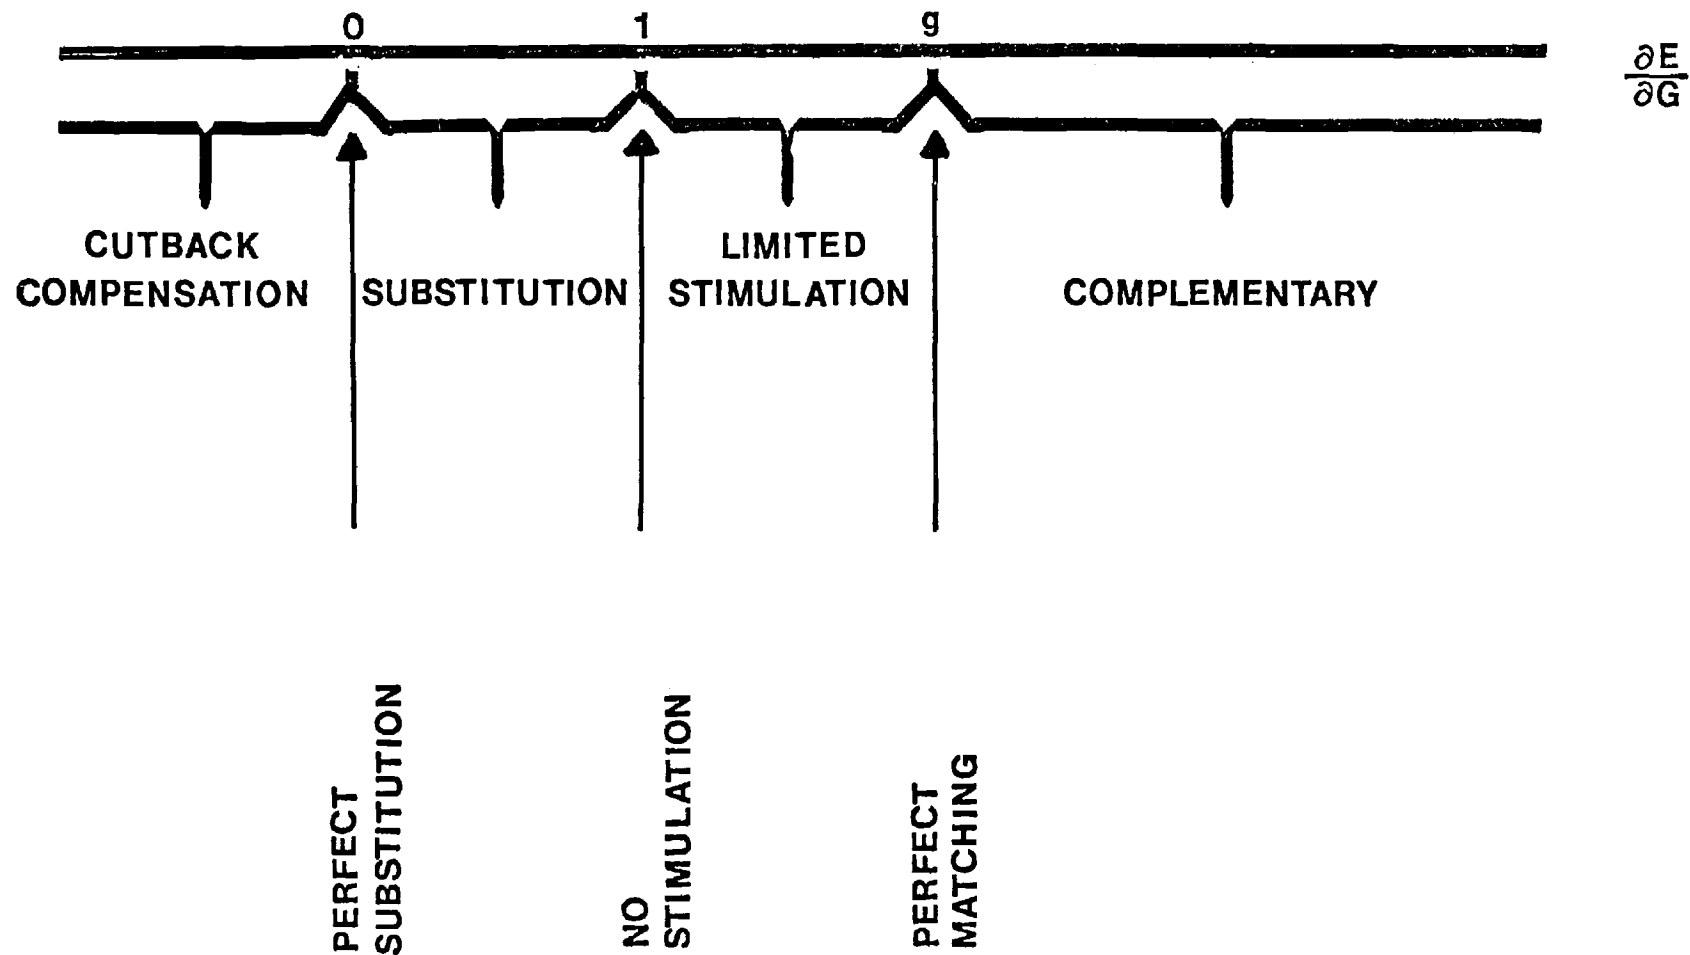 0 1 g
∂E
∂G
CUTBACK
COMPENSATION
SUBSTITUTION
LIMITED
STIMULATION
COMPLEMENTARY
PERFECT
SUBSTITUTION
NO
STIMULATION
PERFECT
MATCHING